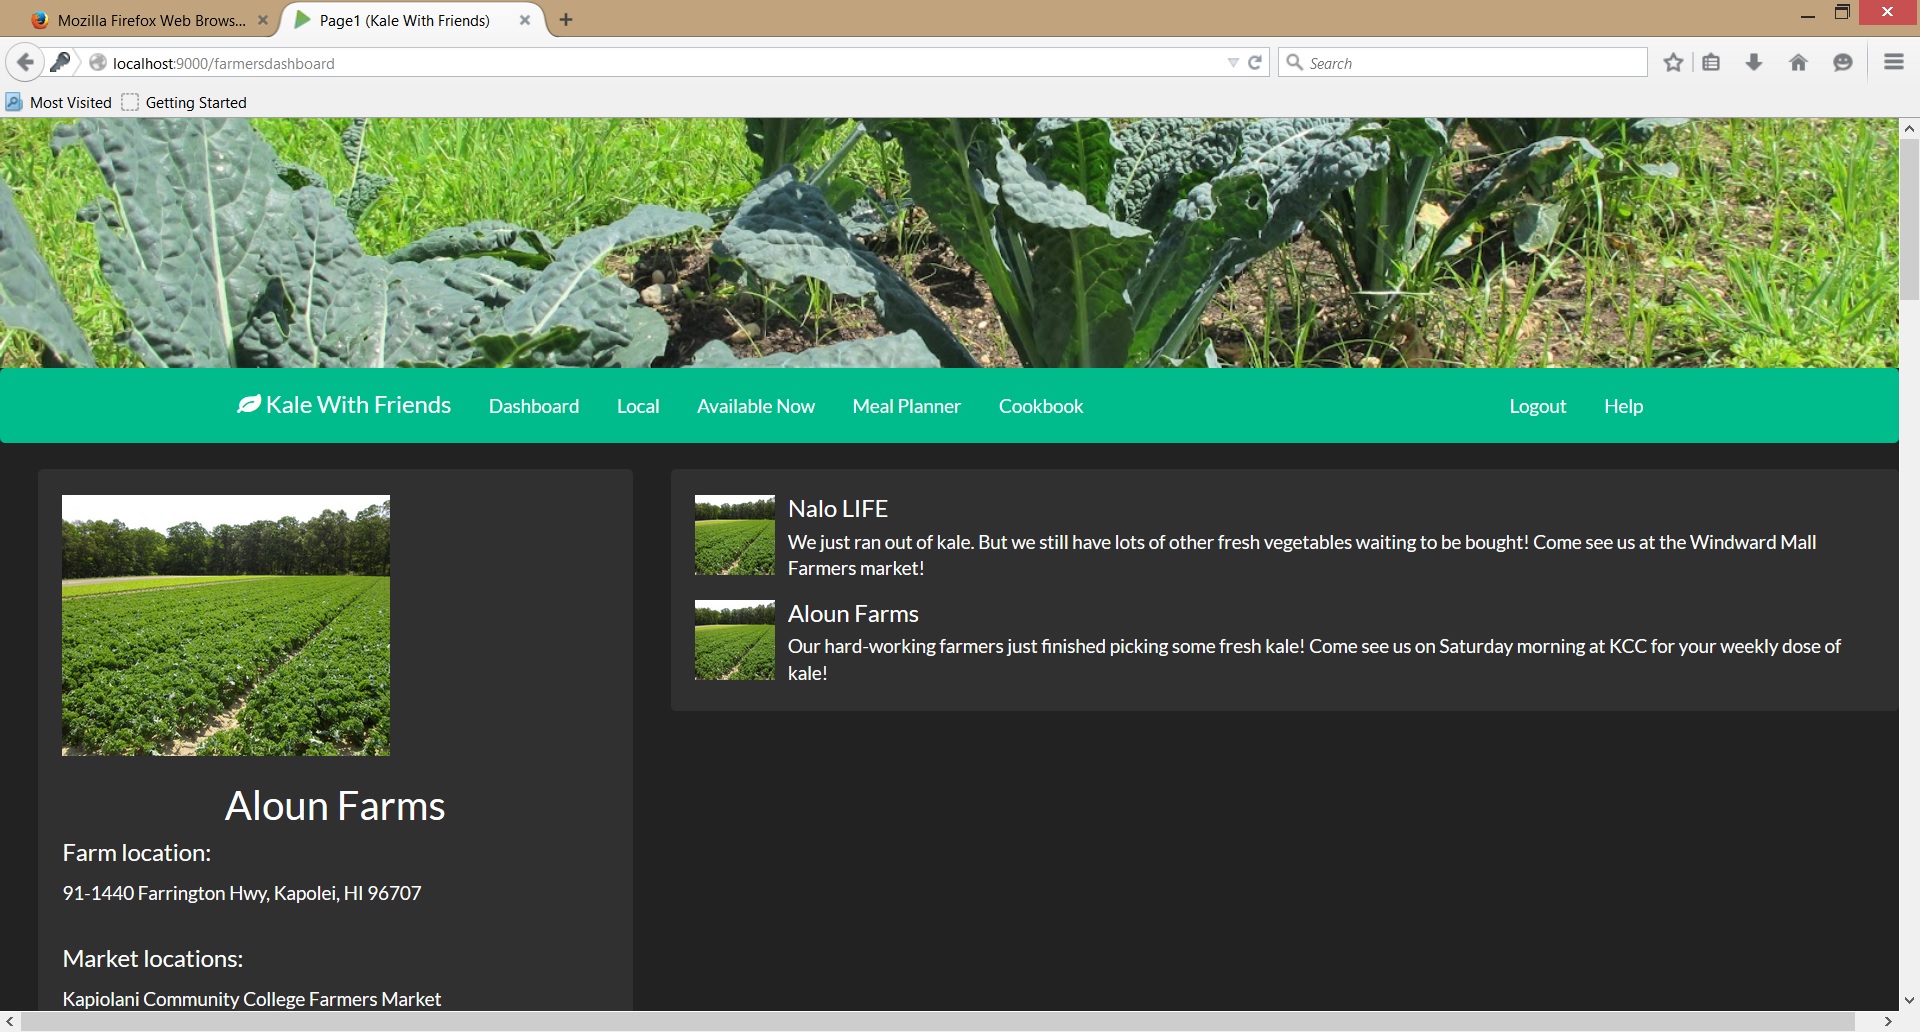 Mozilla Firefox Web Brows...
Page1 (Kale With Friends)
localhost:9000/farmersdashboard
Search
Most Visited
Getting Started
Kale With Friends
Dashboard
Local
Available Now
Meal Planner
Cookbook
Logout
Help
Aloun Farms
Farm location:
91-1440 Farrington Hwy, Kapolei, HI 96707
Market locations:
Kapiolani Community College Farmers Market
Nalo LIFE
We just ran out of kale. But we still have lots of other fresh vegetables waiting to be bought! Come see us at the Windward Mall
Farmers market!
Aloun Farms
Our hard-working farmers just finished picking some fresh kale! Come see us on Saturday morning at KCC for your weekly dose of
kale!